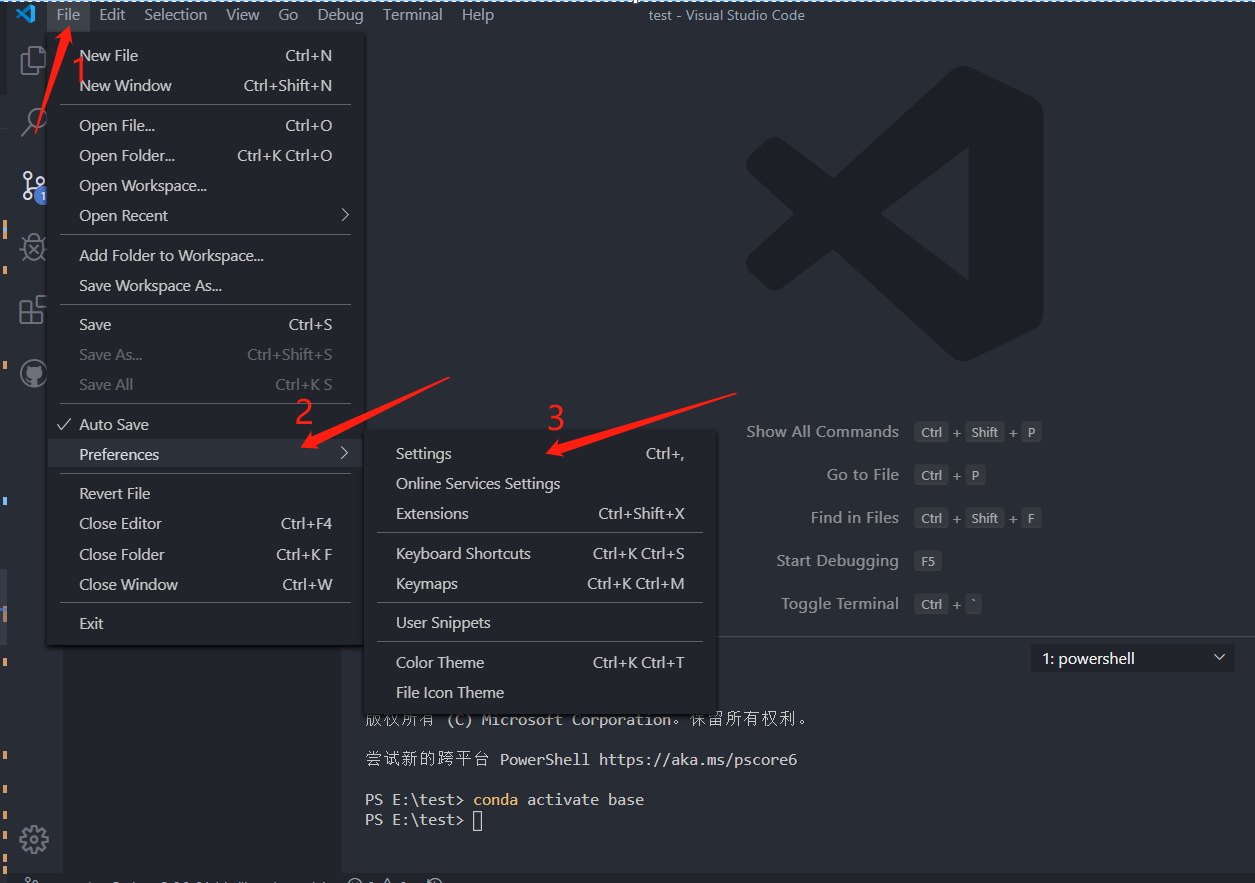 File Edit Selection View Go Debug Terminal Help test - Visual Studio Code
1
New File Ctrl+N
New Window Ctrl+Shift+N
Open File... Ctrl+O
Open Folder... Ctrl+K Ctrl+O
Open Workspace...
1
Open Recent
Add Folder to Workspace...
Save Workspace As...
Save Ctrl+S
Save As... Ctrl+Shift+S
Save All Ctrl+K S
2
Auto Save
Preferences
Revert File
Close Editor Ctrl+F4
Close Folder Ctrl+K F
Close Window Ctrl+W
Exit
3
Settings Ctrl+,
Online Services Settings
Extensions Ctrl+Shift+X
Keyboard Shortcuts Ctrl+K Ctrl+S
Keymaps Ctrl+K Ctrl+M
User Snippets
Color Theme Ctrl+K Ctrl+T
File Icon Theme
Show All Commands Ctrl + Shift + P
Go to File Ctrl + P
Find in Files Ctrl + Shift + F
Start Debugging F5
Toggle Terminal Ctrl + `
1: powershell
版权所有 (C) Microsoft Corporation。保留所有权利。
尝试新的跨平台 PowerShell https://aka.ms/pscore6
PS E:\test> conda activate base
PS E:\test>